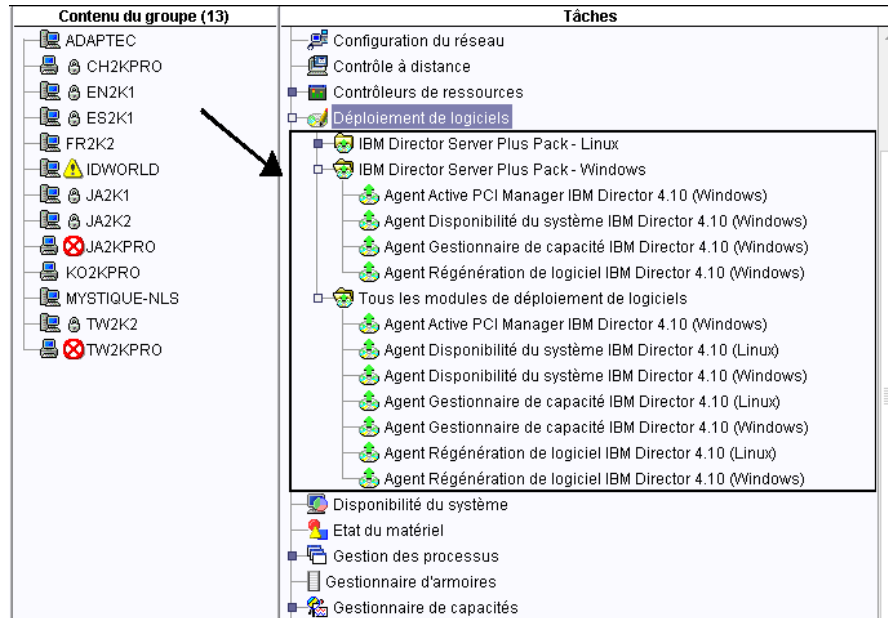 Contenu du groupe (13)
ADAPTEC
CH2KPRO
EN2K1
ES2K1
FR2K2
IDWORLD
JA2K1
JA2K2
JA2KPRO
KO2KPRO
MYSTIQUE-NLS
TW2K2
TW2KPRO
Tâches
Configuration du réseau
Contrôle à distance
Contrôleurs de ressources
Déploiement de logiciels
IBM Director Server Plus Pack - Linux
IBM Director Server Plus Pack - Windows
Agent Active PCI Manager IBM Director 4.10 (Windows)
Agent Disponibilité du système IBM Director 4.10 (Windows)
Agent Gestionnaire de capacité IBM Director 4.10 (Windows)
Agent Régénération de logiciel IBM Director 4.10 (Windows)
Tous les modules de déploiement de logiciels
Agent Active PCI Manager IBM Director 4.10 (Windows)
Agent Disponibilité du système IBM Director 4.10 (Linux)
Agent Disponibilité du système IBM Director 4.10 (Windows)
Agent Gestionnaire de capacité IBM Director 4.10 (Linux)
Agent Gestionnaire de capacité IBM Director 4.10 (Windows)
Agent Régénération de logiciel IBM Director 4.10 (Linux)
Agent Régénération de logiciel IBM Director 4.10 (Windows)
Disponibilité du système
Etat du matériel
Gestion des processus
Gestionnaire d'armoires
Gestionnaire de capacités